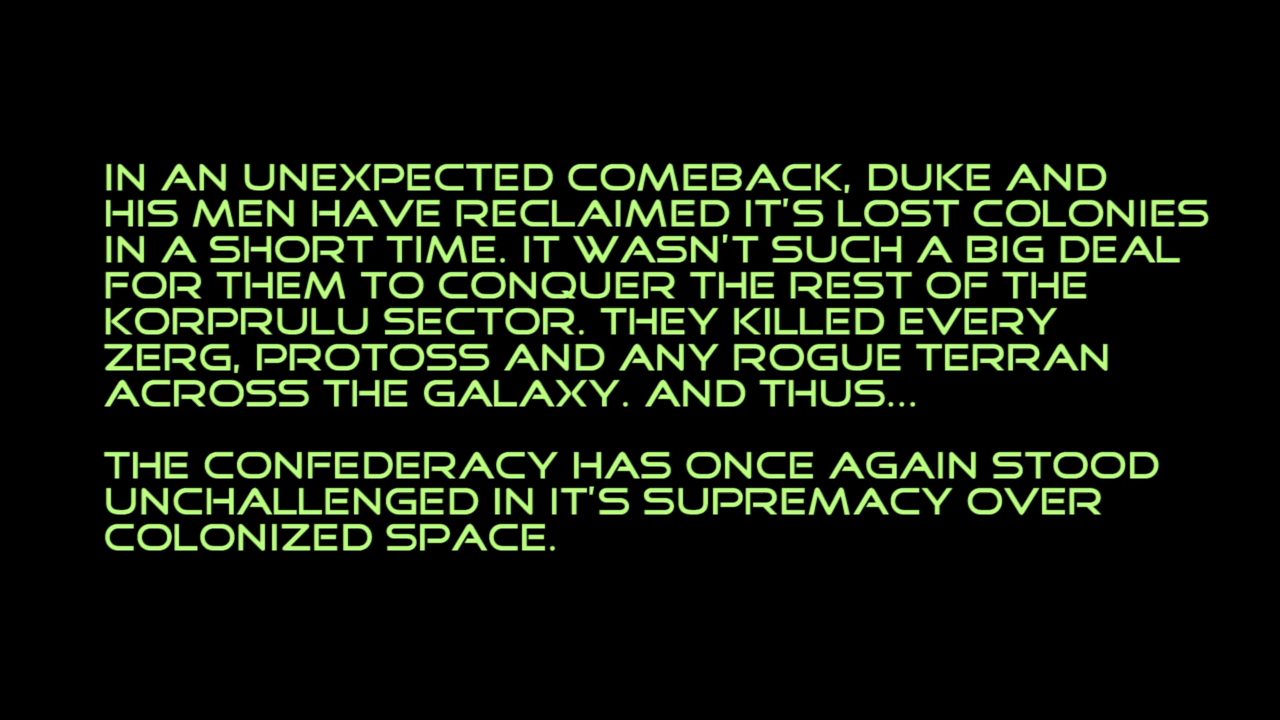 IN AN UNEXPECTED COMEBACK, DUKE AND
HIS MEN HAVE RECLAIMED IT'S LOST COLONIES
IN A SHORT TIME. IT WASN'T SUCH A BIG DEAL
FOR THEM TO CONQUER THE REST OF THE
KORPRULU SECTOR. THEY KILLED EVERY
ZERG, PROTOSS AND ANY ROGUE TERRAN
ACROSS THE GALAXY. AND THUS...
THE CONFEDERACY HAS ONCE AGAIN STOOD
UNCHALLENGED IN IT'S SUPREMACY OVER
COLONIZED SPACE.